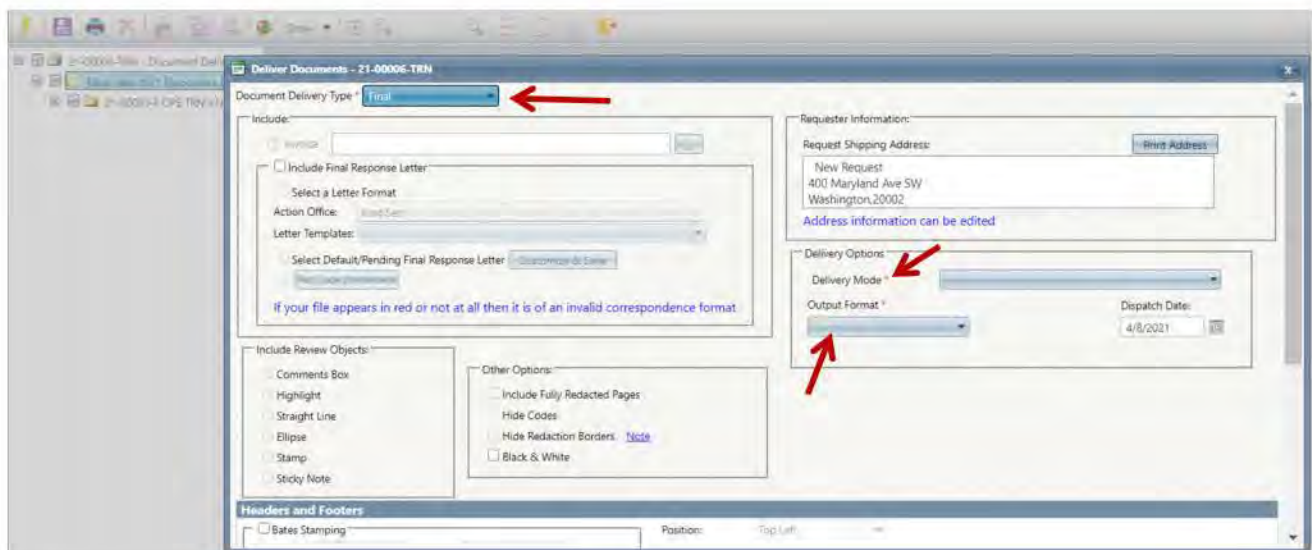 Deliver Documents - 21-00006-TRN
Document Delivery Type * Final
Include:
Invoice
Include Final Response Letter
Select a Letter Format
Action Office:
Letter Templates:
Select Default/Pending Final Response Letter Customize & Save
If your file appears in red or not at all then it is of an invalid correspondence format
Include Review Objects:
Comments Box
Highlight
Straight Line
Ellipse
Stamp
Sticky Note
Other Options:
Include Fully Redacted Pages
Hide Codes
Hide Redaction Borders Note
Black & White
Requester Information:
Request Shipping Address: Print Address
New Request
400 Maryland Ave SW
Washington,20002
Address information can be edited
Delivery Options
Delivery Mode *
Output Format *
Dispatch Date:
4/8/2021
Headers and Footers
Bates Stamping
Position: Top Left